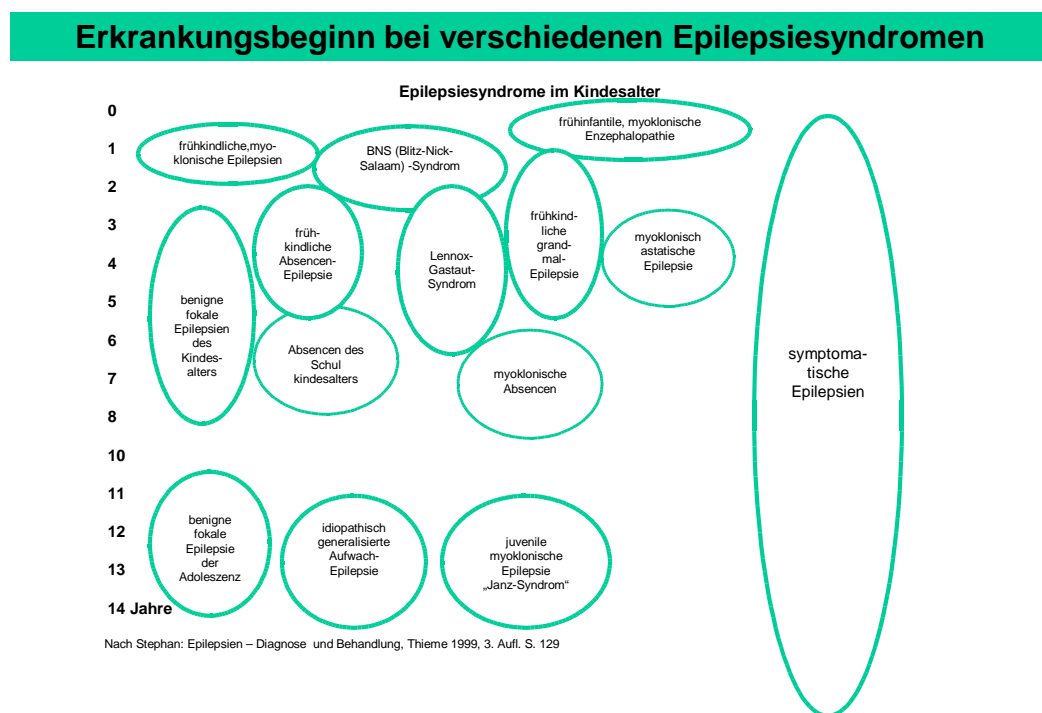 Erkrankungsbeginn bei verschiedenen Epilepsiesyndromen
Epilepsiesyndrome im Kindesalter
0
1
2
3
4
5
6
7
8
10
11
12
13
14 Jahre
frühinfantile, myoklonische
Enzephalopathie
frühkindliche,myo-
klonische Epilepsien
BNS (Blitz-Nick-
Salaam) -Syndrom
früh-
kindliche
Absencen-
Epilepsie
Lennox-
Gastaut-
Syndrom
frühkind-
liche
grand-
mal-
Epilepsie
myoklonisch
astatische
Epilepsie
benigne
fokale
Epilepsien
des
Kindes-
alters
Absencen des
Schul
kindesalters
myoklonische
Absencen
symptoma-
tische
Epilepsien
benigne
fokale
Epilepsie
der
Adoleszenz
idiopathisch
generalisierte
Aufwach-
Epilepsie
juvenile
myoklonische
Epilepsie
„Janz-Syndrom“
Nach Stephan: Epilepsien – Diagnose und Behandlung, Thieme 1999, 3. Aufl. S. 129